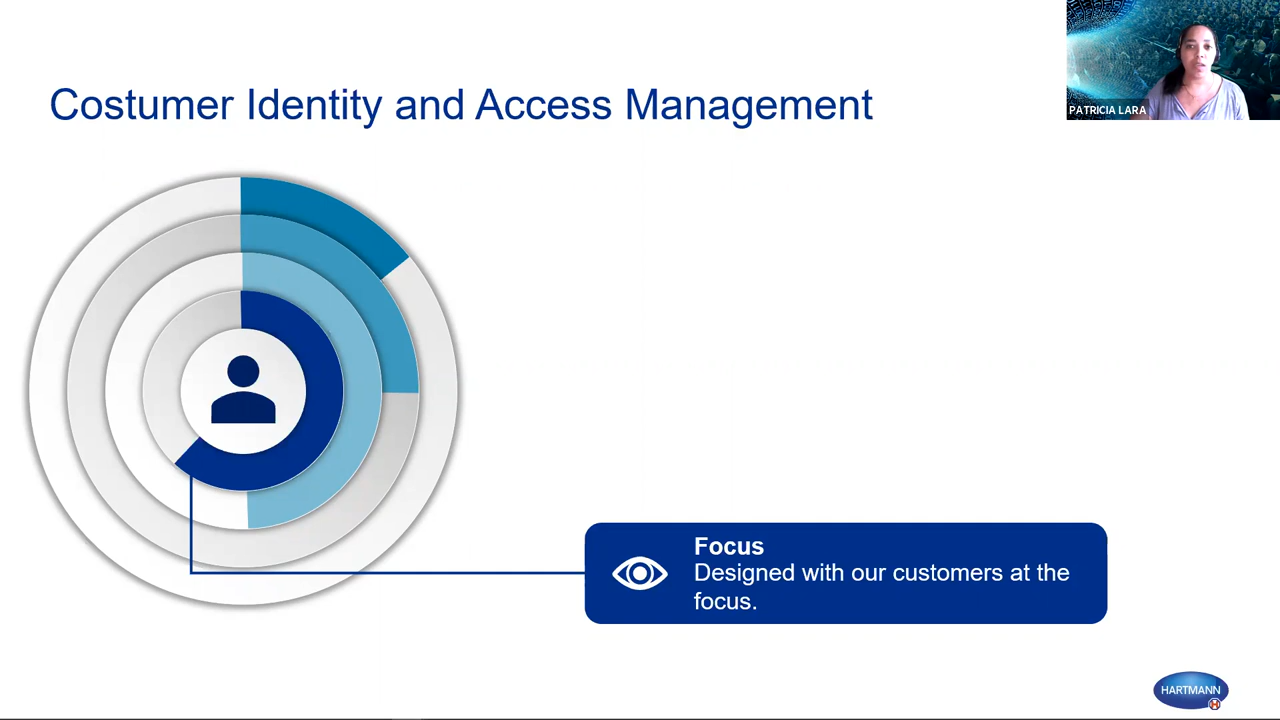 PATRICIA LARA
Costumer Identity and Access Management
Focus
Designed with our customers at the
focus.
HARTMANN
H